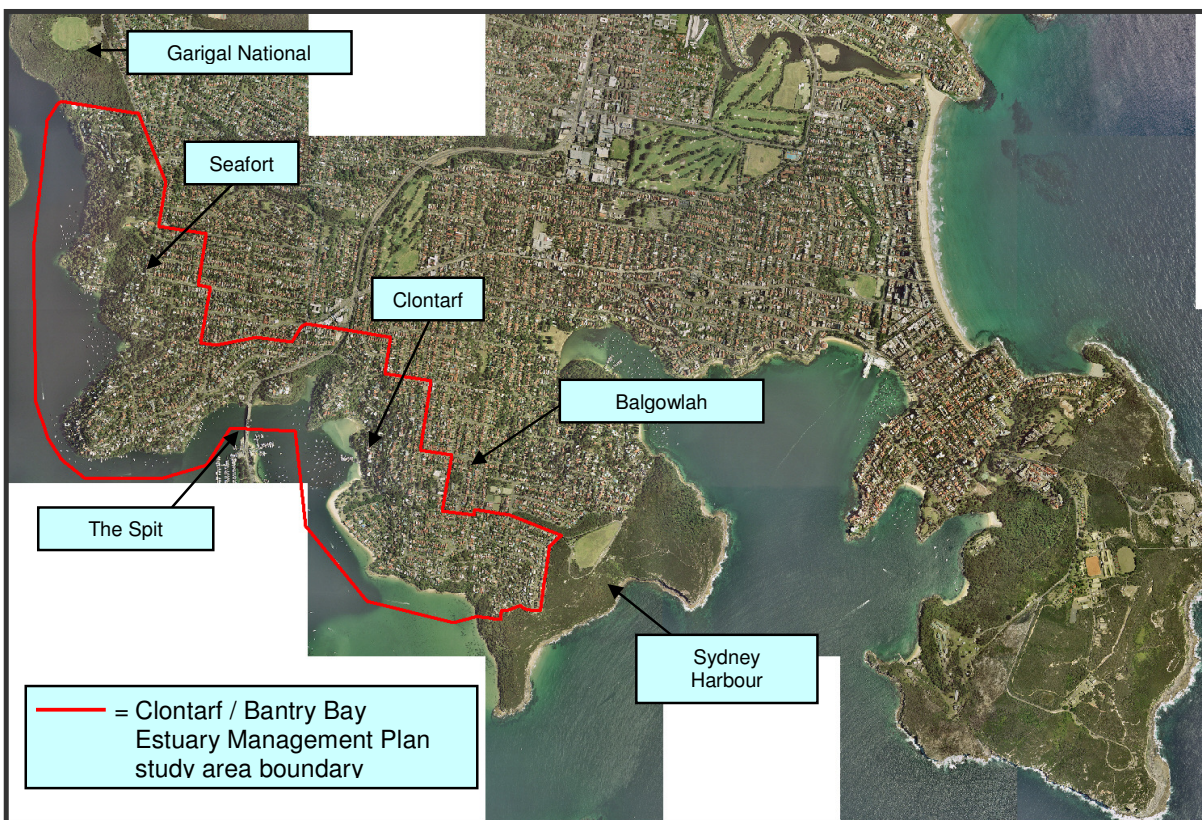 Garigal National
Seafort
Clontarf
Balgowlah
The Spit
Sydney
Harbour
= Clontarf / Bantry Bay
Estuary Management Plan
study area boundary